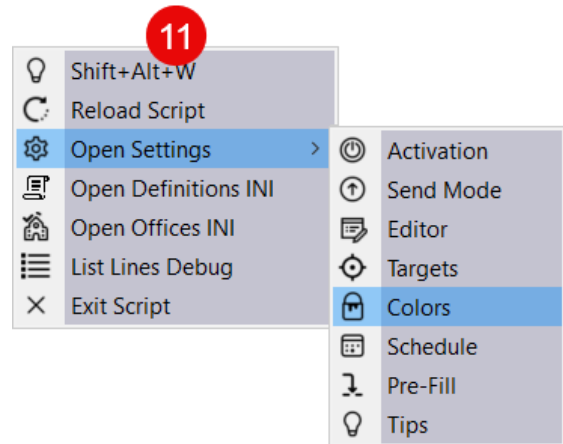 11
Shift+Alt+W
Reload Script
Open Settings
Open Definitions INI
Open Offices INI
List Lines Debug
Exit Script
Activation
Send Mode
Editor
Targets
Colors
Schedule
Pre-Fill
Tips